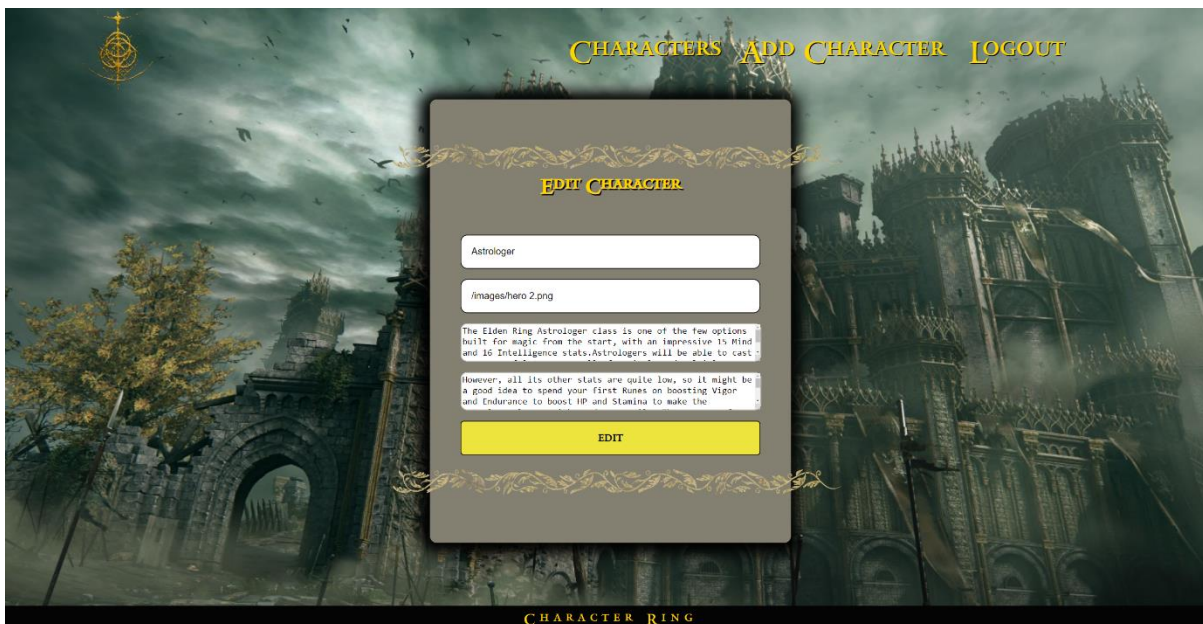 Characters Add Character Logout
Edit Character
Astrologer
/images/hero 2.png
The Elden Ring Astrologer class is one of the few options
built for magic from the start, with an impressive 15 Mind
and 16 Intelligence stats.Astrologers will be able to cast
However, all its other stats are quite low, so it might be
a good idea to spend your first Runes on boosting Vigor
and Endurance to boost HP and Stamina to make the
EDIT
Character Ring